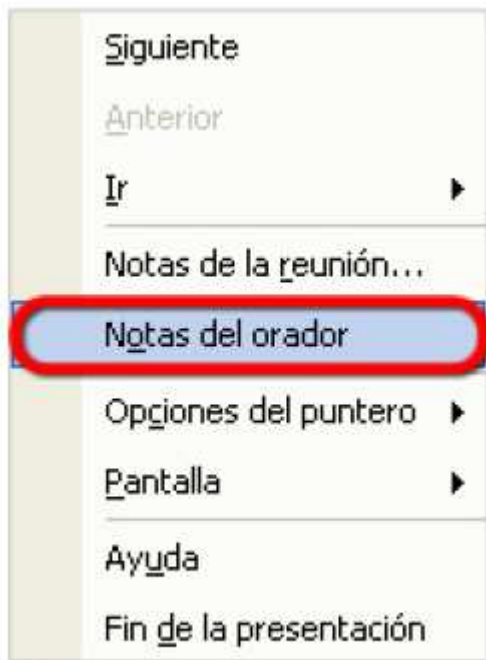 Siguiente
Anterior
Ir
Notas de la reunión...
Notas del orador
Opciones del puntero
Pantalla
Ayuda
Fin de la presentación